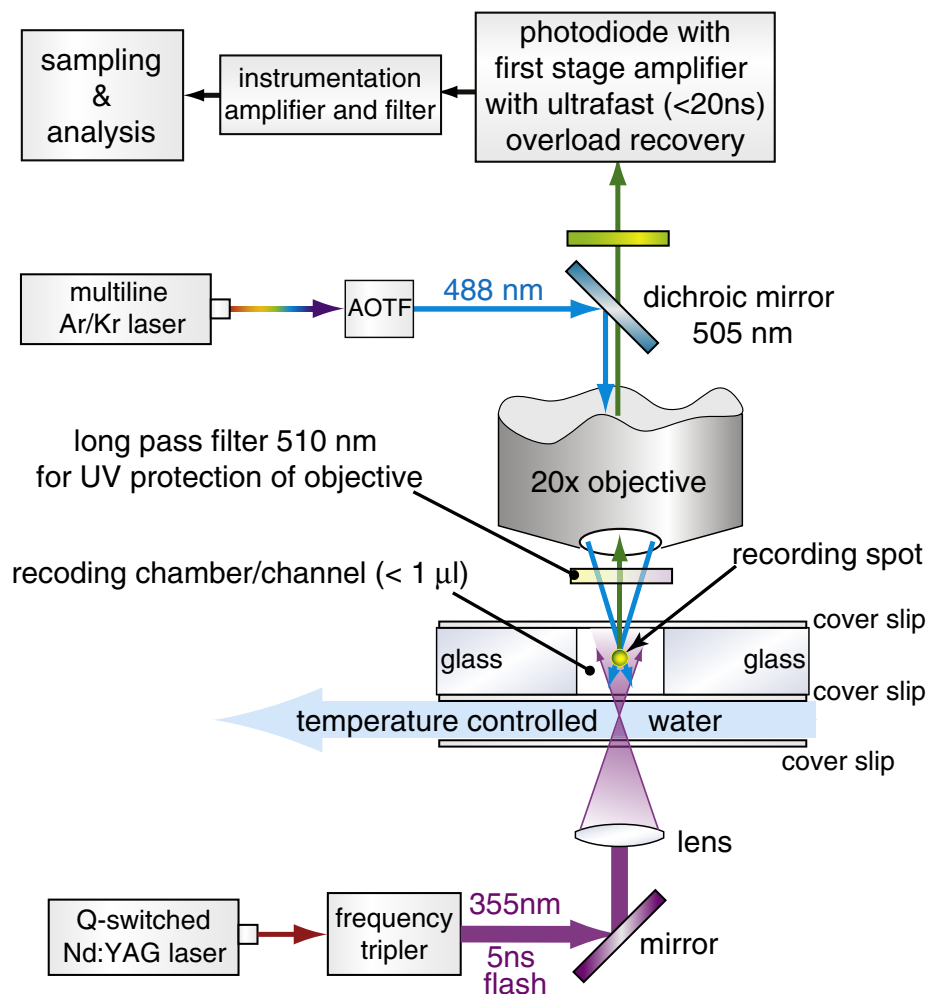 sampling
&
analysis
instrumentation
amplifier and filter
photodiode with
first stage amplifier
with ultrafast (<20ns)
overload recovery
multiline
Ar/Kr laser
AOTF
488 nm
dichroic mirror
505 nm
long pass filter 510 nm
for UV protection of objective
20x objective
recoding chamber/channel (< 1 μl)
recording spot
cover slip
glass
glass
cover slip
temperature controlled
water
cover slip
lens
Q-switched
Nd:YAG laser
frequency
tripler
355nm
5ns
flash
mirror